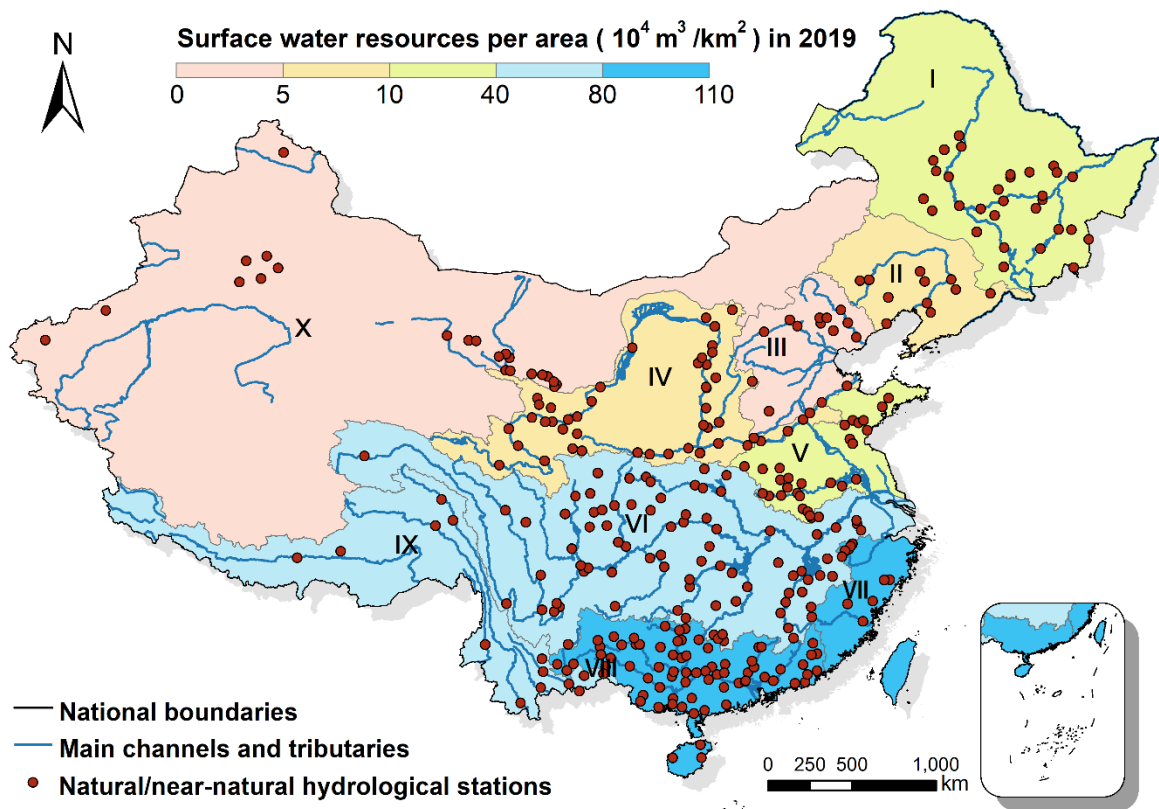 Surface water resources per area ( 10⁴ m³ /km² ) in 2019
N
0 5 10 40 80 110
I
II
X
III
IV
V
VI
IX
VII
VIII
National boundaries
Main channels and tributaries
Natural/near-natural hydrological stations
0 250 500 1,000
km